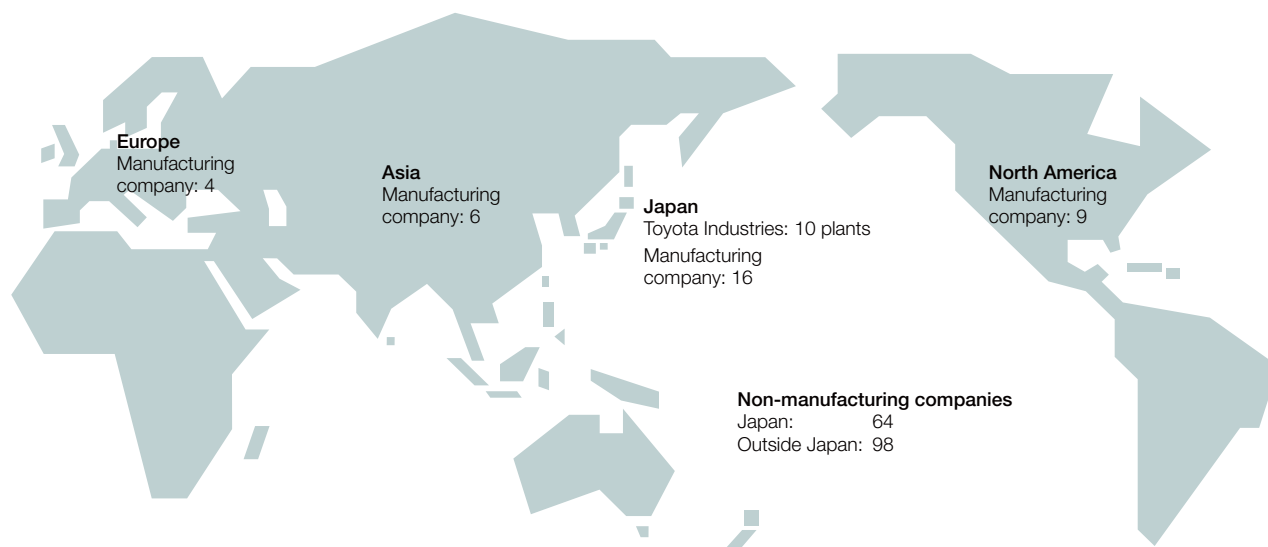 Europe
Manufacturing
company: 4
Asia
Manufacturing
company: 6
Japan
Toyota Industries: 10 plants
Manufacturing
company: 16
North America
Manufacturing
company: 9
Non-manufacturing companies
Japan: 64
Outside Japan: 98